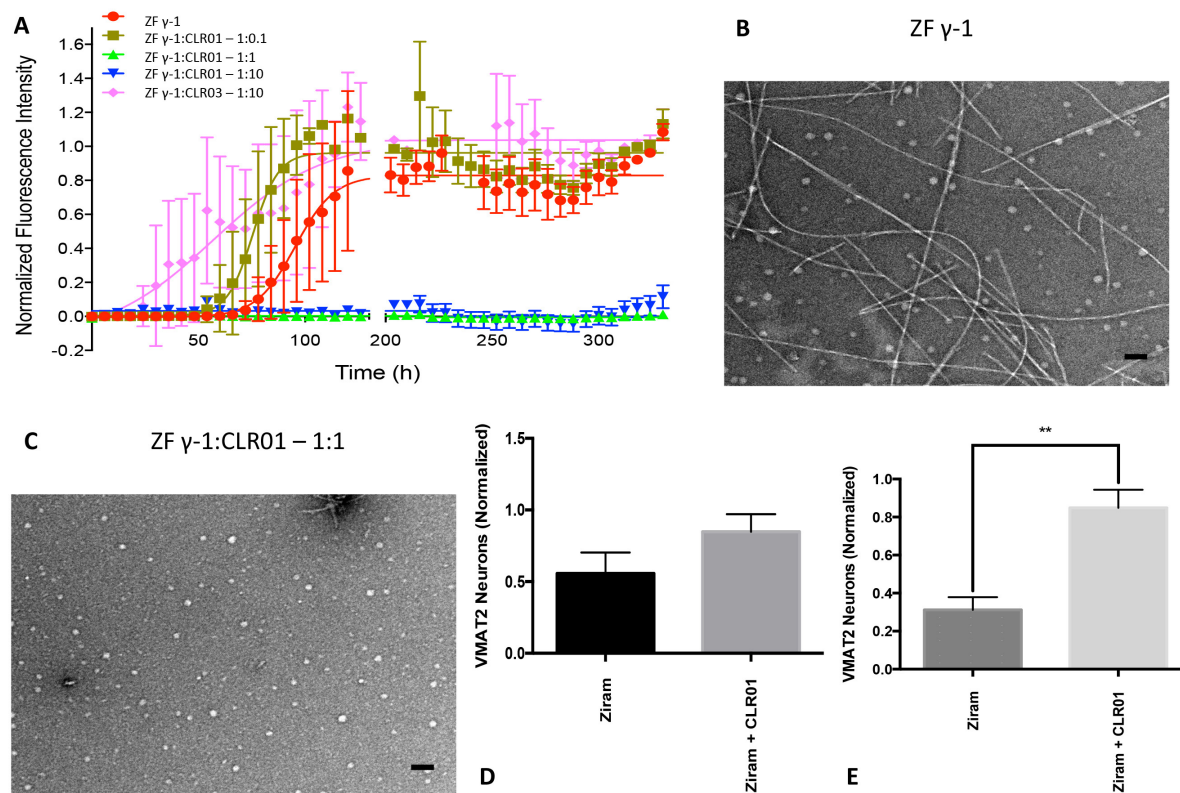 A
ZF γ-1
ZF γ-1:CLR01 – 1:0.1
ZF γ-1:CLR01 – 1:1
ZF γ-1:CLR01 – 1:10
ZF γ-1:CLR03 – 1:10
Normalized Fluorescence Intensity
1.6
1.4
1.2
1.0
0.8
0.6
0.4
0.2
0.0
-0.2
50
100
200
250
300
Time (h)
B
ZF γ-1
C
ZF γ-1:CLR01 – 1:1
VMAT2 Neurons (Normalized)
1.5
1.0
0.5
0.0
Ziram
Ziram + CLR01
D
**
VMAT2 Neurons (Normalized)
1.0
0.8
0.6
0.4
0.2
0.0
Ziram
Ziram + CLR01
E